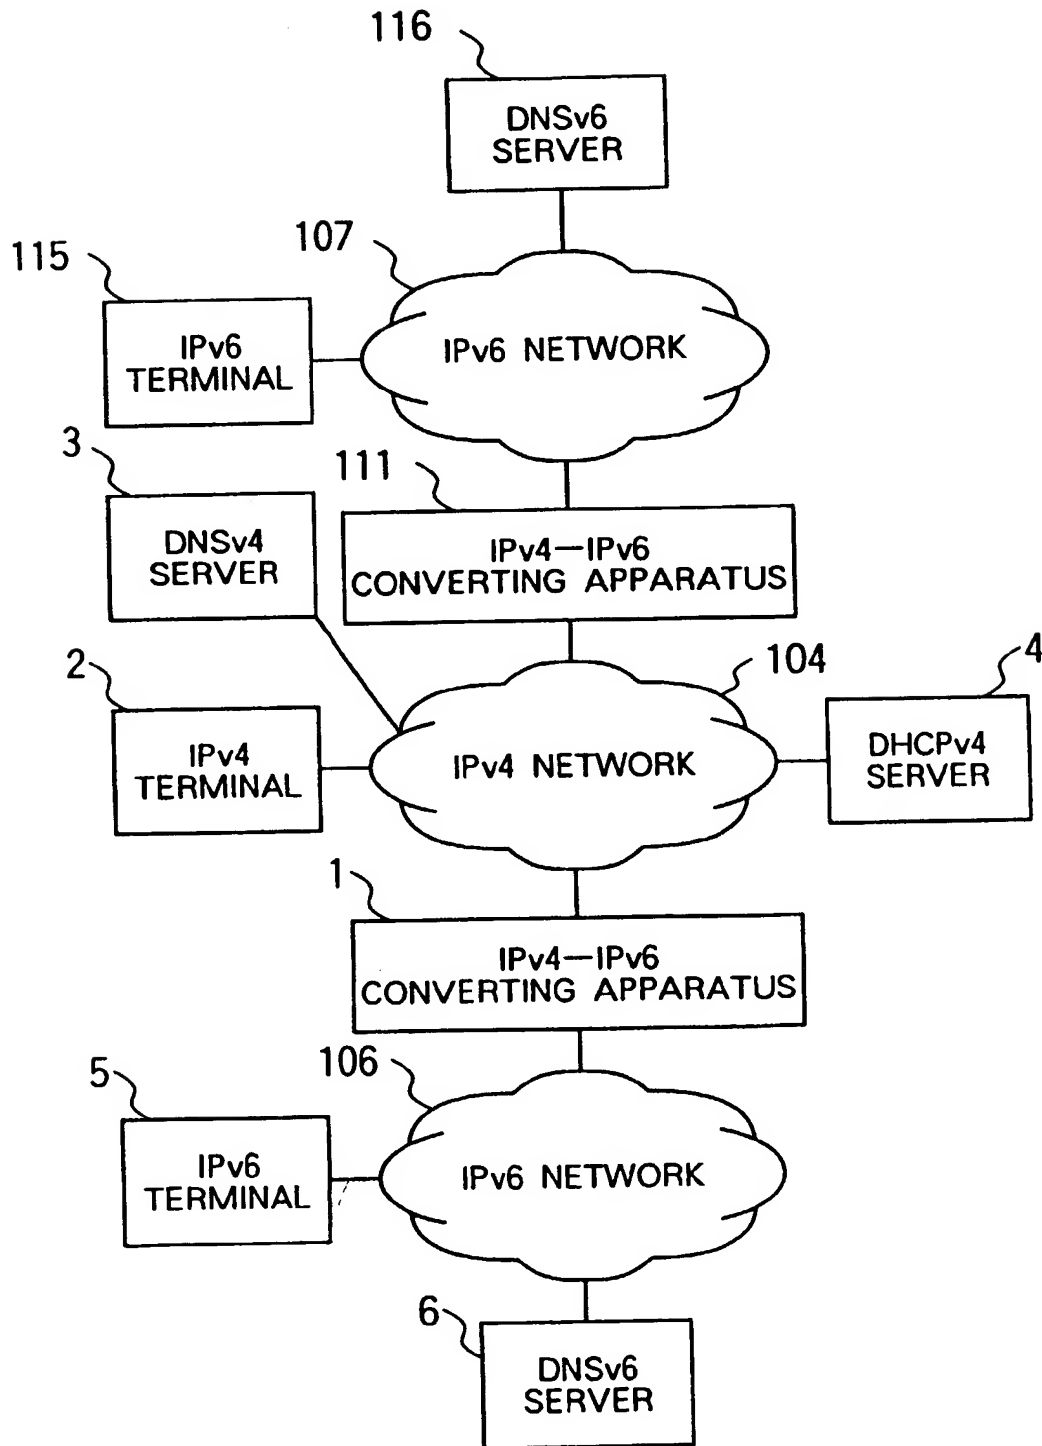 116
DNSv6
SERVER
107
115
IPv6
TERMINAL
IPv6 NETWORK
3
111
DNSv4
SERVER
IPv4—IPv6
CONVERTING APPARATUS
2
104
4
IPv4
TERMINAL
IPv4 NETWORK
DHCPv4
SERVER
1
IPv4—IPv6
CONVERTING APPARATUS
106
5
IPv6
TERMINAL
IPv6 NETWORK
6
DNSv6
SERVER